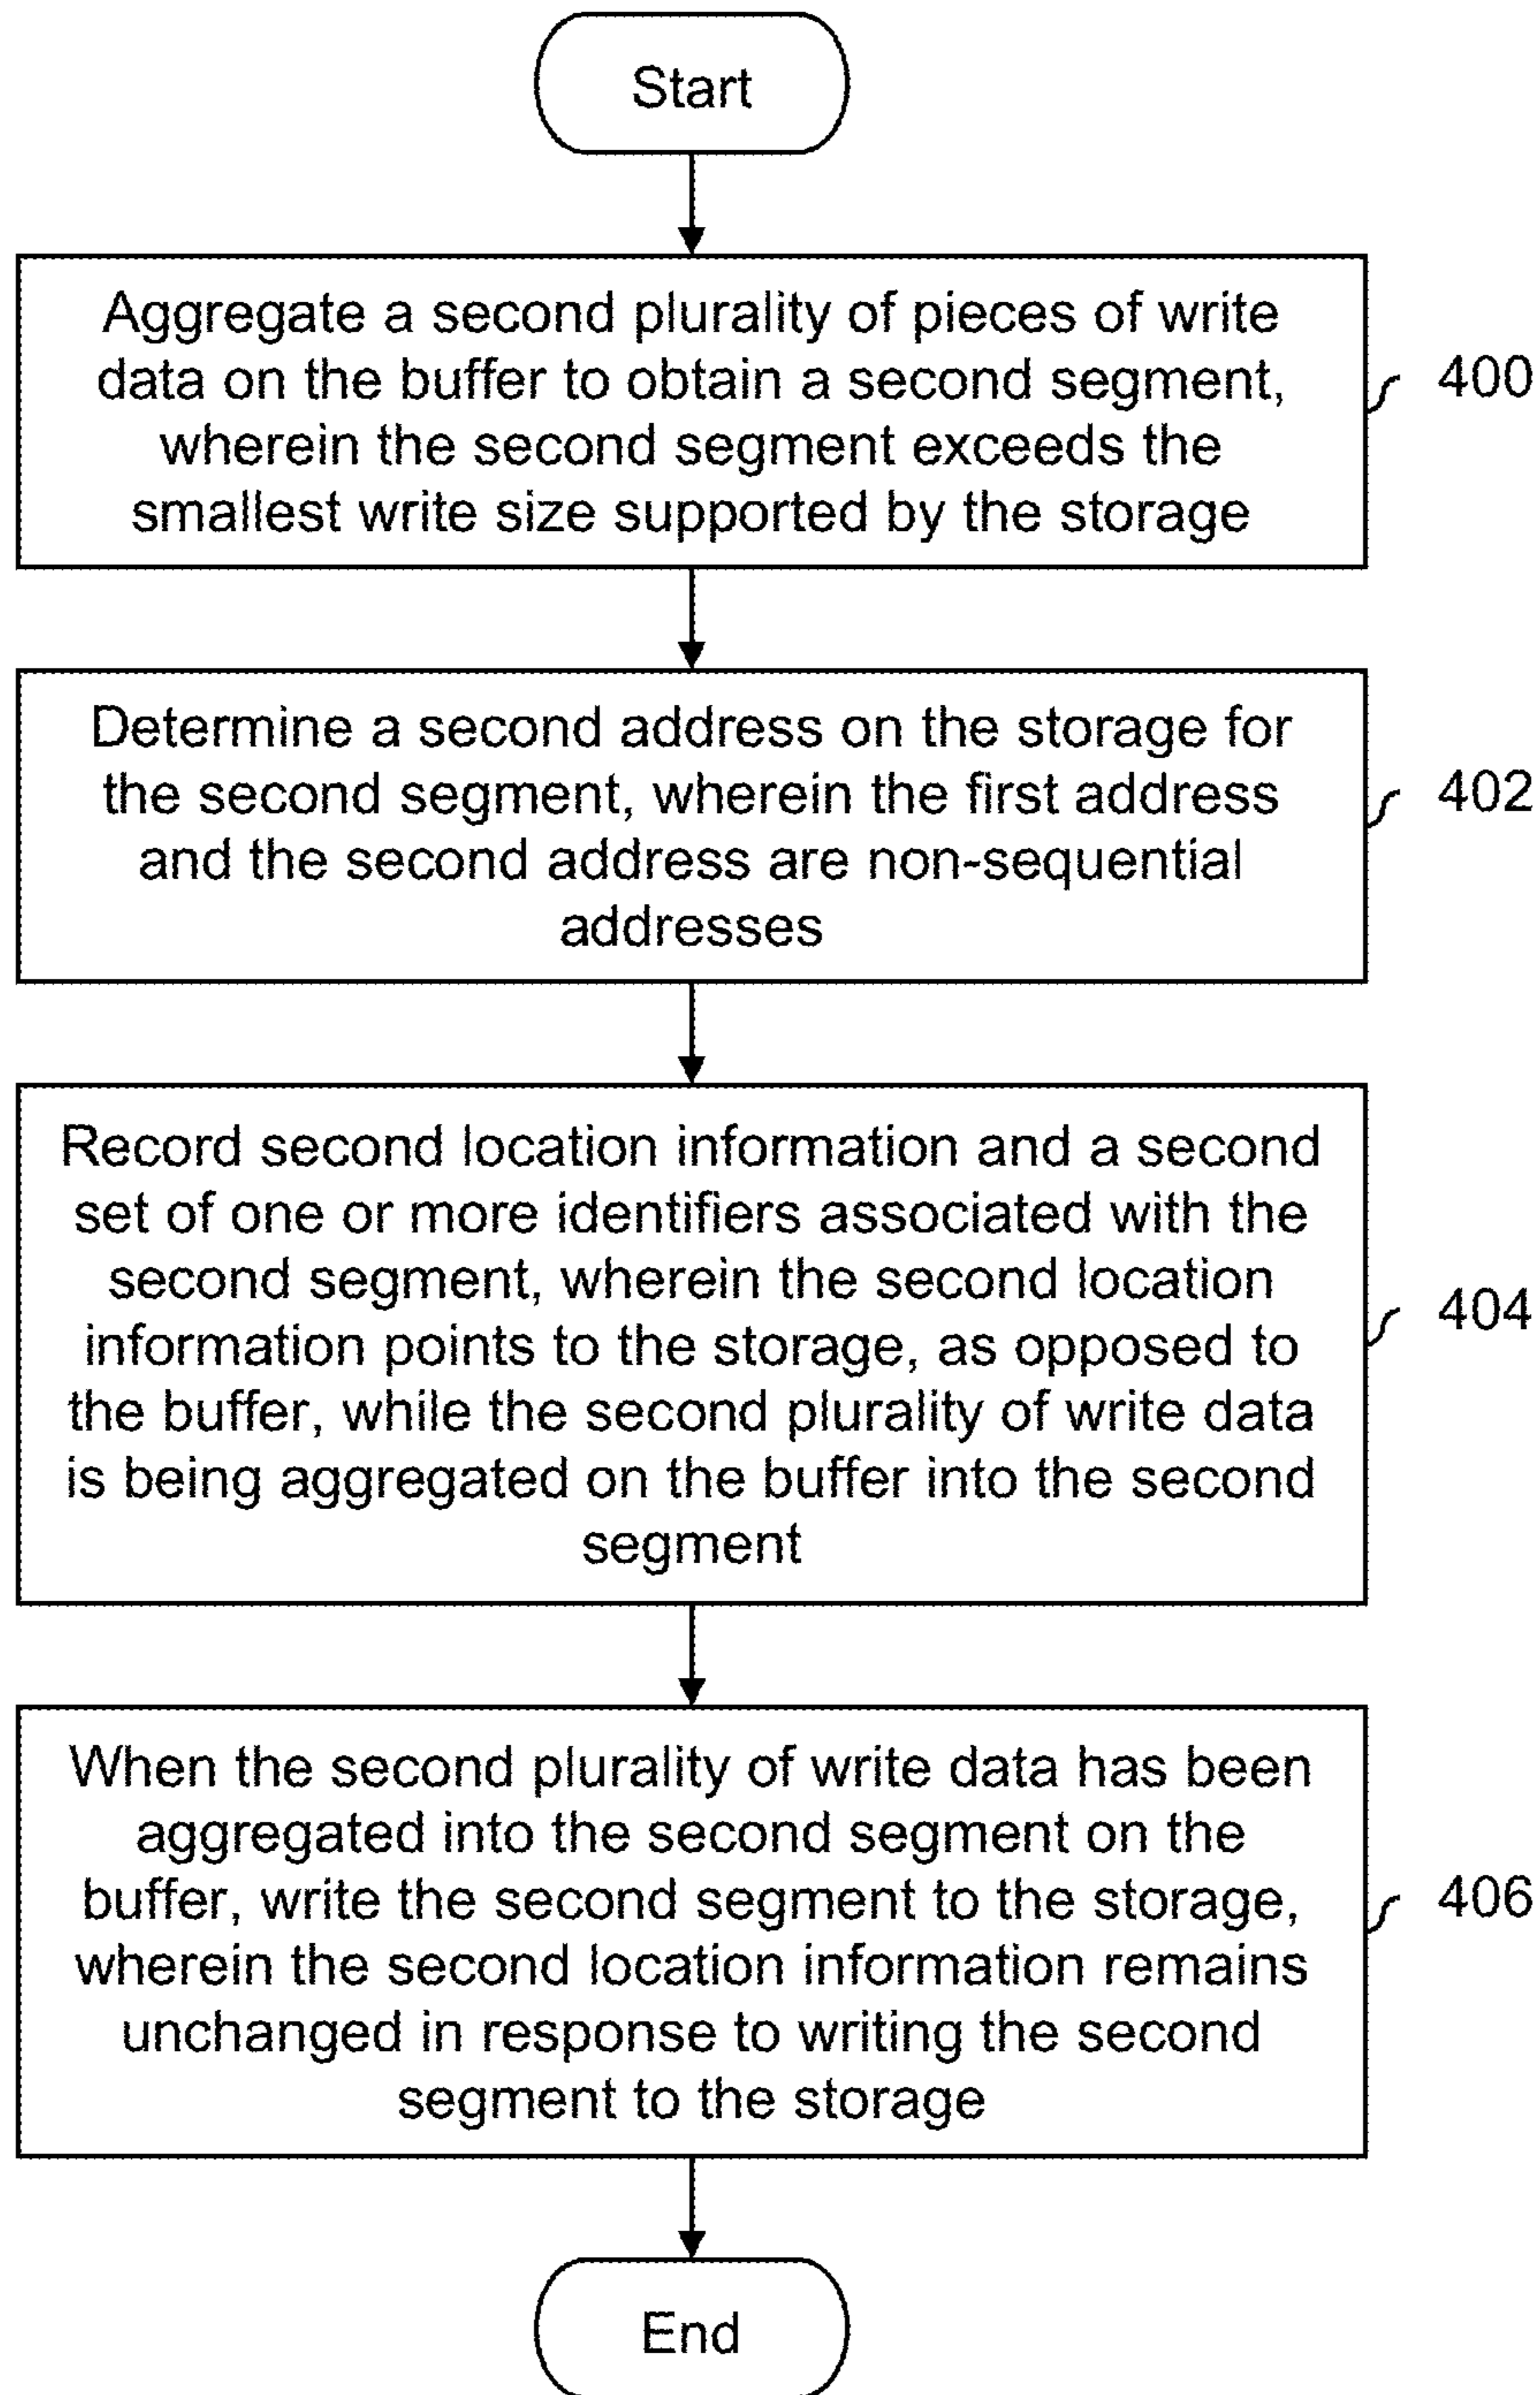 Start
Aggregate a second plurality of pieces of write
data on the buffer to obtain a second segment,
wherein the second segment exceeds the
smallest write size supported by the storage
400
Determine a second address on the storage for
the second segment, wherein the first address
and the second address are non-sequential
addresses
402
Record second location information and a second
set of one or more identifiers associated with the
second segment, wherein the second location
information points to the storage, as opposed to
the buffer, while the second plurality of write data
is being aggregated on the buffer into the second
segment
404
When the second plurality of write data has been
aggregated into the second segment on the
buffer, write the second segment to the storage,
wherein the second location information remains
unchanged in response to writing the second
segment to the storage
406
End